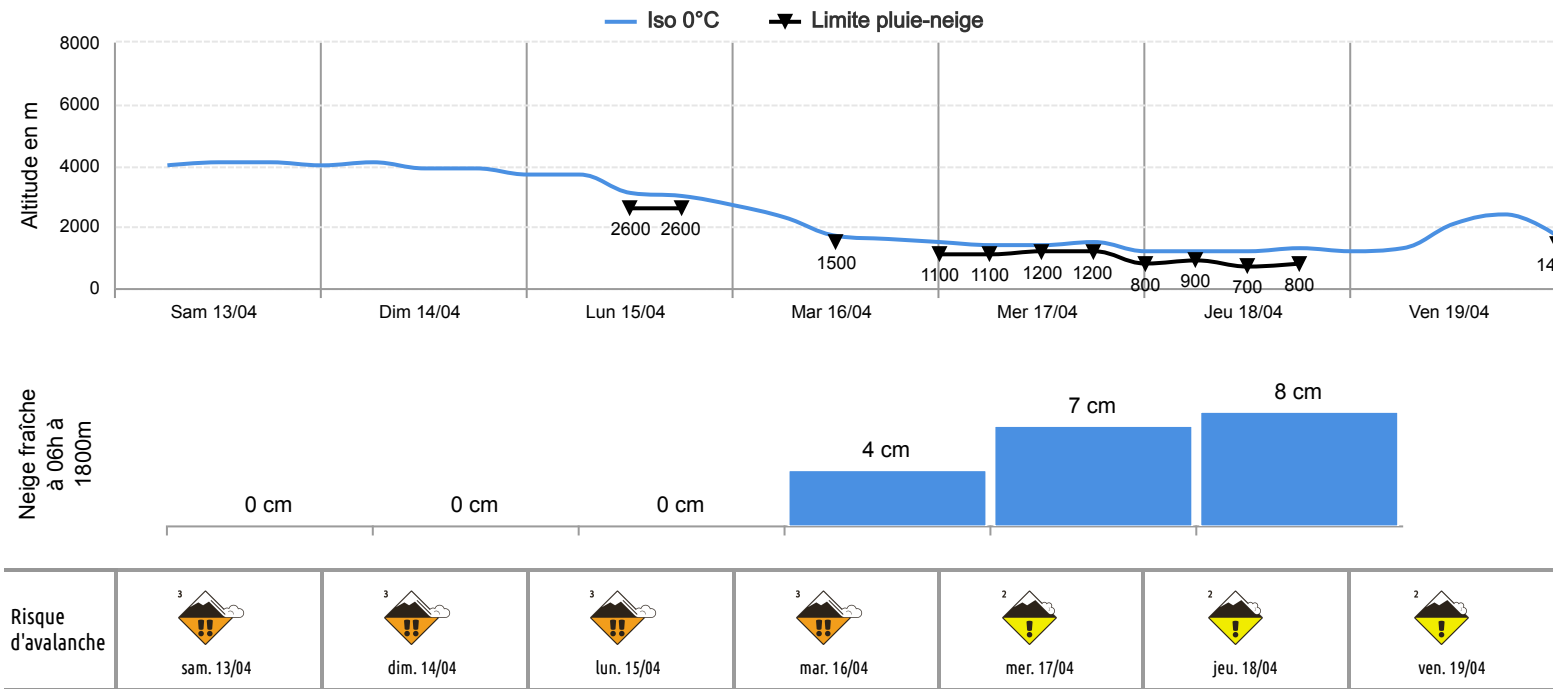 Iso 0°C Limite pluie-neige
8000
6000
4000
2000
0
Altitude en m
2600 2600
1500
1100 1100 1200 1200
800 900 700 800
Sam 13/04 Dim 14/04 Lun 15/04 Mar 16/04 Mer 17/04 Jeu 18/04 Ven 19/04
Neige fraîche
à 06h à
1800m
0 cm 0 cm 0 cm 4 cm 7 cm 8 cm
Risque
d'avalanche
3 3 3 3 2 2 2
!! !! !! !! ! ! !
sam. 13/04 dim. 14/04 lun. 15/04 mar. 16/04 mer. 17/04 jeu. 18/04 ven. 19/04